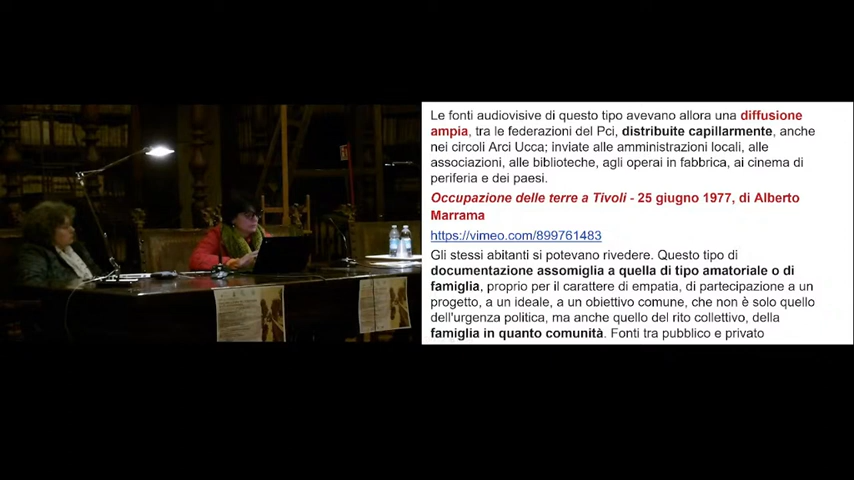 Le fonti audiovisive di questo tipo avevano allora una diffusione
ampia, tra le federazioni del Pci, distribuite capillarmente, anche
nei circoli Arci Ucca; inviate alle amministrazioni locali, alle
associazioni, alle biblioteche, agli operai in fabbrica, ai cinema di
periferia e dei paesi.
Occupazione delle terre a Tivoli - 25 giugno 1977, di Alberto
Marrama
https://vimeo.com/899761483
Gli stessi abitanti si potevano rivedere. Questo tipo di
documentazione assomiglia a quella di tipo amatoriale o di
famiglia, proprio per il carattere di empatia, di partecipazione a un
progetto, a un ideale, a un obiettivo comune, che non è solo quello
dell'urgenza politica, ma anche quello del rito collettivo, della
famiglia in quanto comunità. Fonti tra pubblico e privato